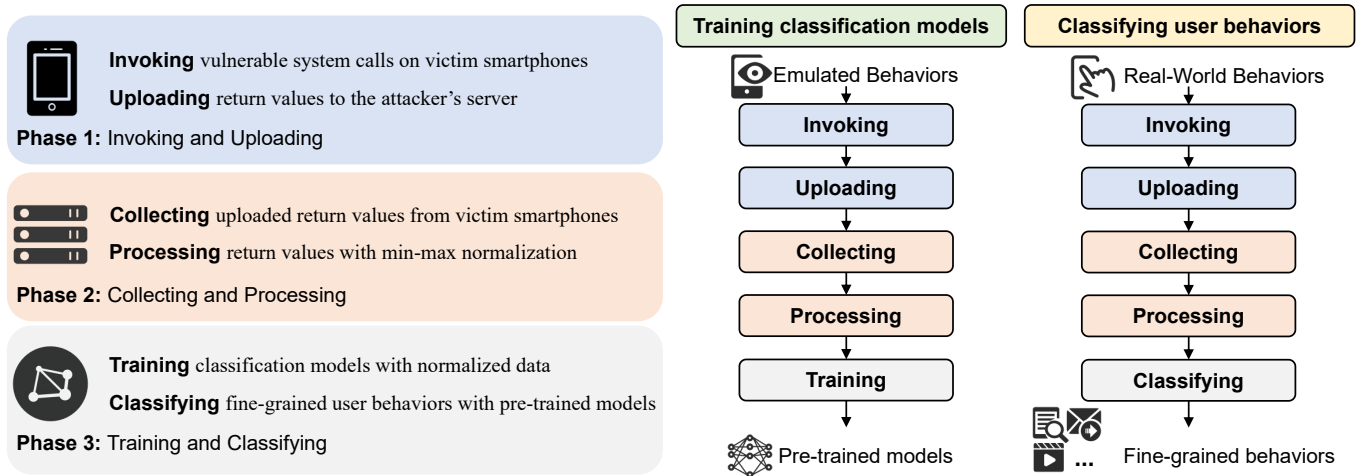 Invoking vulnerable system calls on victim smartphones
Uploading return values to the attacker's server
Phase 1: Invoking and Uploading
Collecting uploaded return values from victim smartphones
Processing return values with min-max normalization
Phase 2: Collecting and Processing
Training classification models with normalized data
Classifying fine-grained user behaviors with pre-trained models
Phase 3: Training and Classifying
Training classification models
Emulated Behaviors
Invoking
Uploading
Collecting
Processing
Training
Pre-trained models
Classifying user behaviors
Real-World Behaviors
Invoking
Uploading
Collecting
Processing
Classifying
...
Fine-grained behaviors